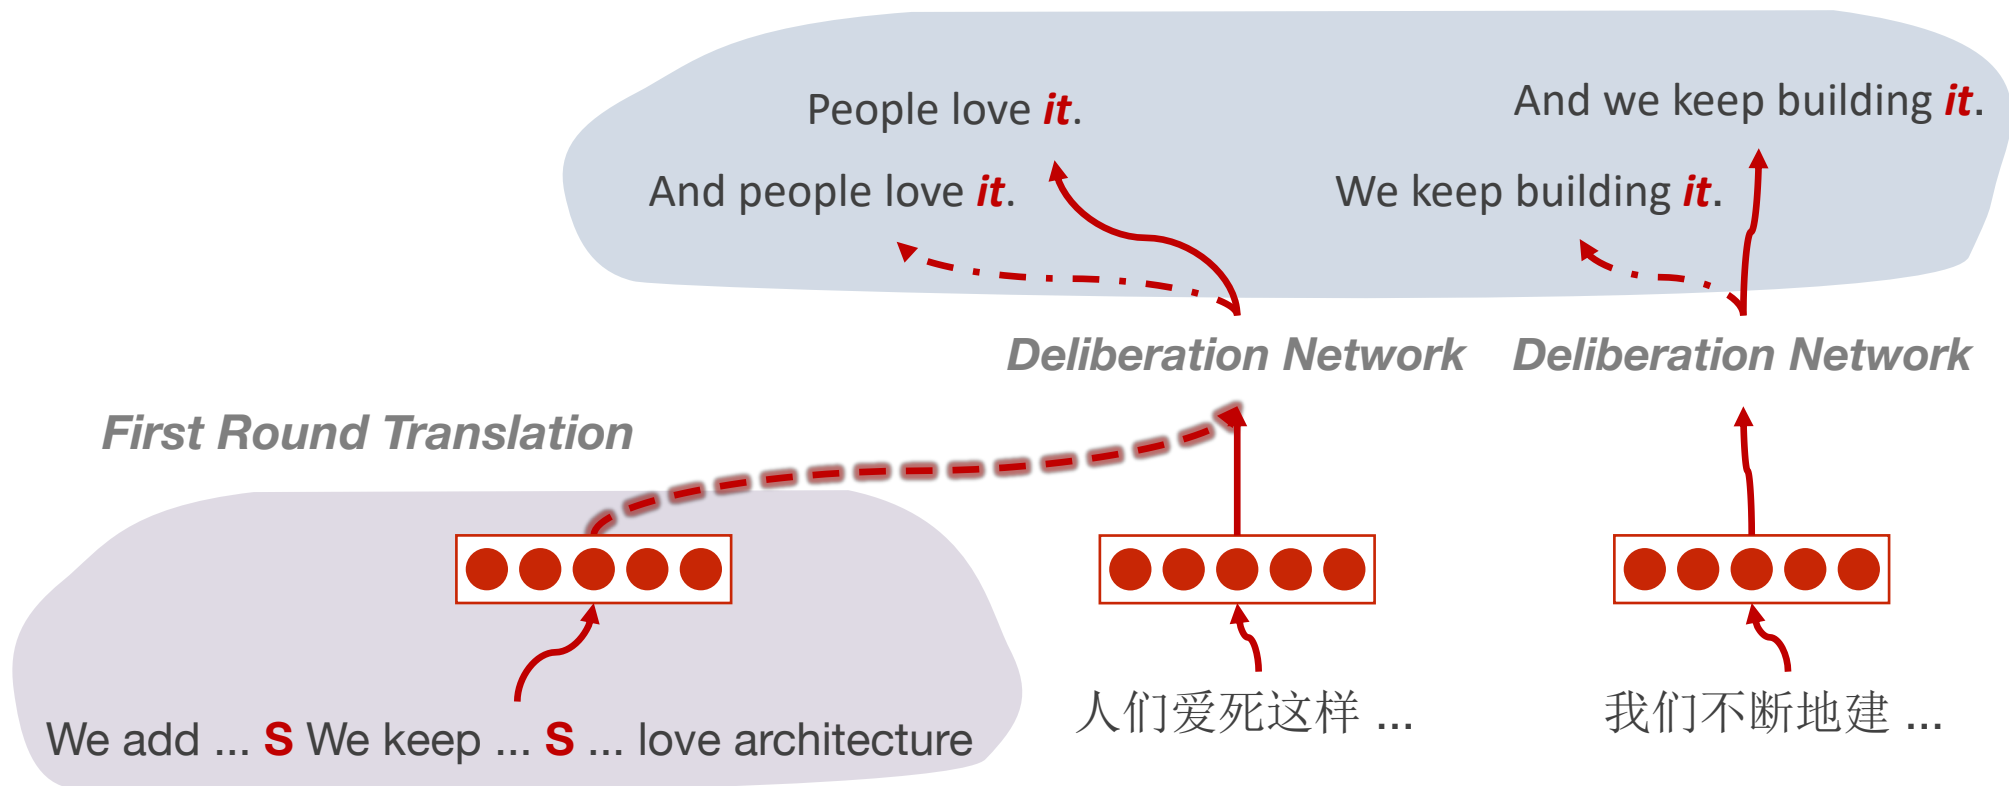 People love it.
And we keep building it.
And people love it.
We keep building it.
Deliberation Network
Deliberation Network
First Round Translation
We add ... S We keep ... S ... love architecture
人们爱死这样 ...
我们不断地建 ...